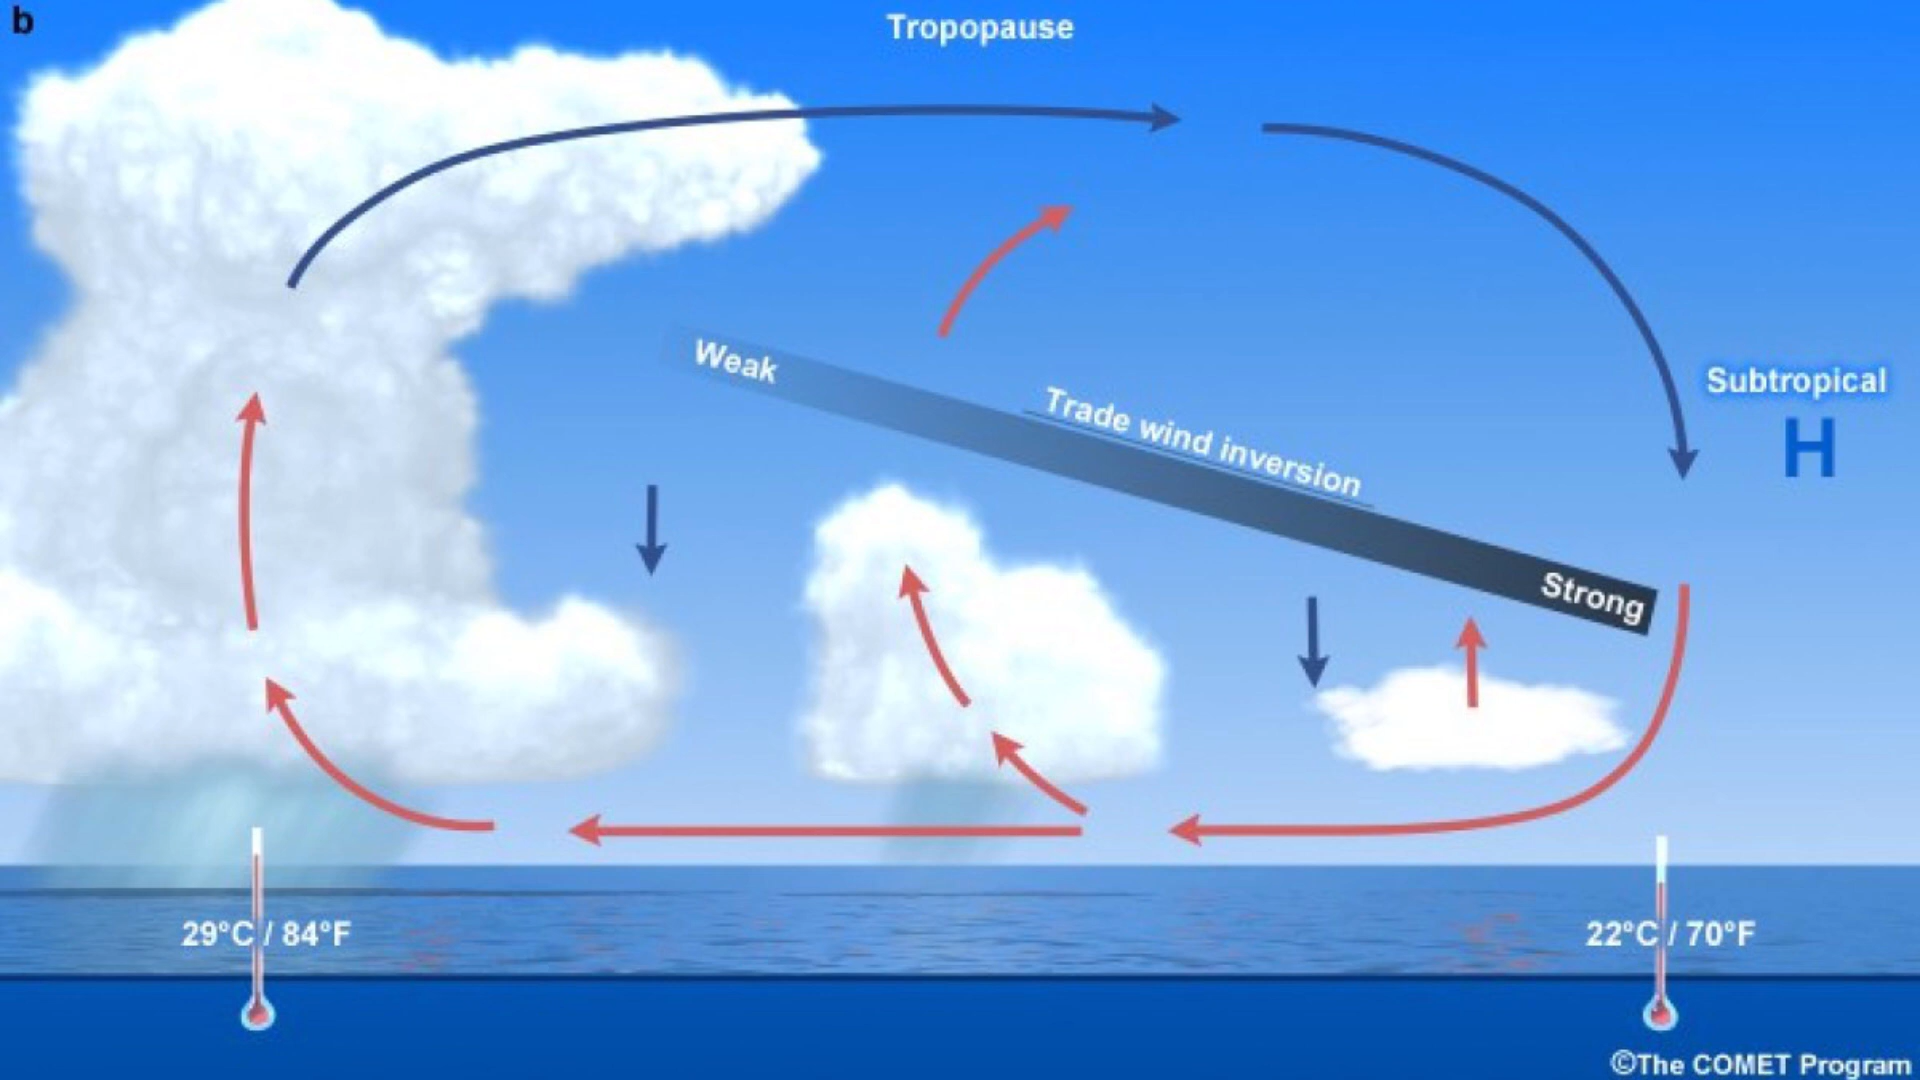 b
Tropopause
Weak
Trade wind inversion
Subtropical
H
Strong
29°C / 84°F
22°C / 70°F
©The COMET Program